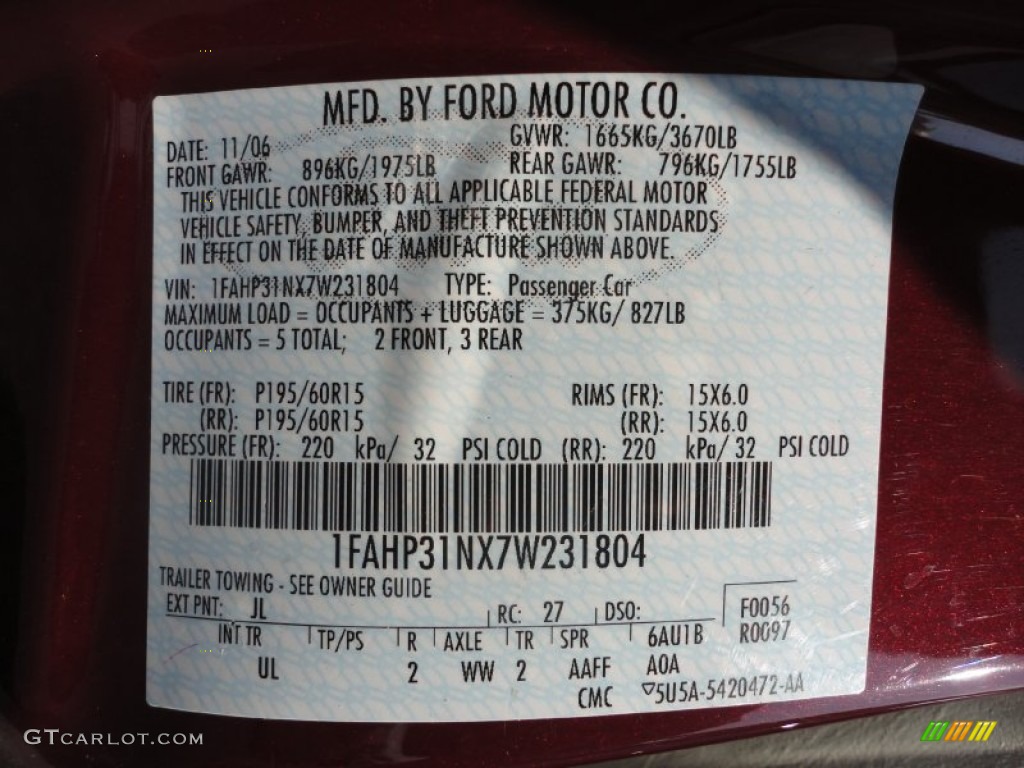 MFD. BY FORD MOTOR CO.
DATE: 11/06 GVWR: 1665KG/3670LB
FRONT GAWR: 896KG/1975LB REAR GAWR: 796KG/1755LB
THIS VEHICLE CONFORMS TO ALL APPLICABLE FEDERAL MOTOR
VEHICLE SAFETY, BUMPER, AND THEFT PREVENTION STANDARDS
IN EFFECT ON THE DATE OF MANUFACTURE SHOWN ABOVE.
VIN: 1FAHP31NX7W231804 TYPE: Passenger Car
MAXIMUM LOAD = OCCUPANTS + LUGGAGE = 375KG/ 827LB
OCCUPANTS = 5 TOTAL; 2 FRONT, 3 REAR
TIRE (FR): P195/60R15 RIMS (FR): 15X6.0
(RR): P195/60R15 (RR): 15X6.0
PRESSURE (FR): 220 kPa/ 32 PSI COLD (RR): 220 kPa/ 32 PSI COLD
1FAHP31NX7W231804
TRAILER TOWING - SEE OWNER GUIDE
EXT PNT: JL RC: 27 DSO: F0056
INT TR TP/PS R AXLE TR SPR 6AU1B R0097
UL 2 WW 2 AAFF A0A
CMC ▽5U5A-5420472-AA
GTCARLOT.COM